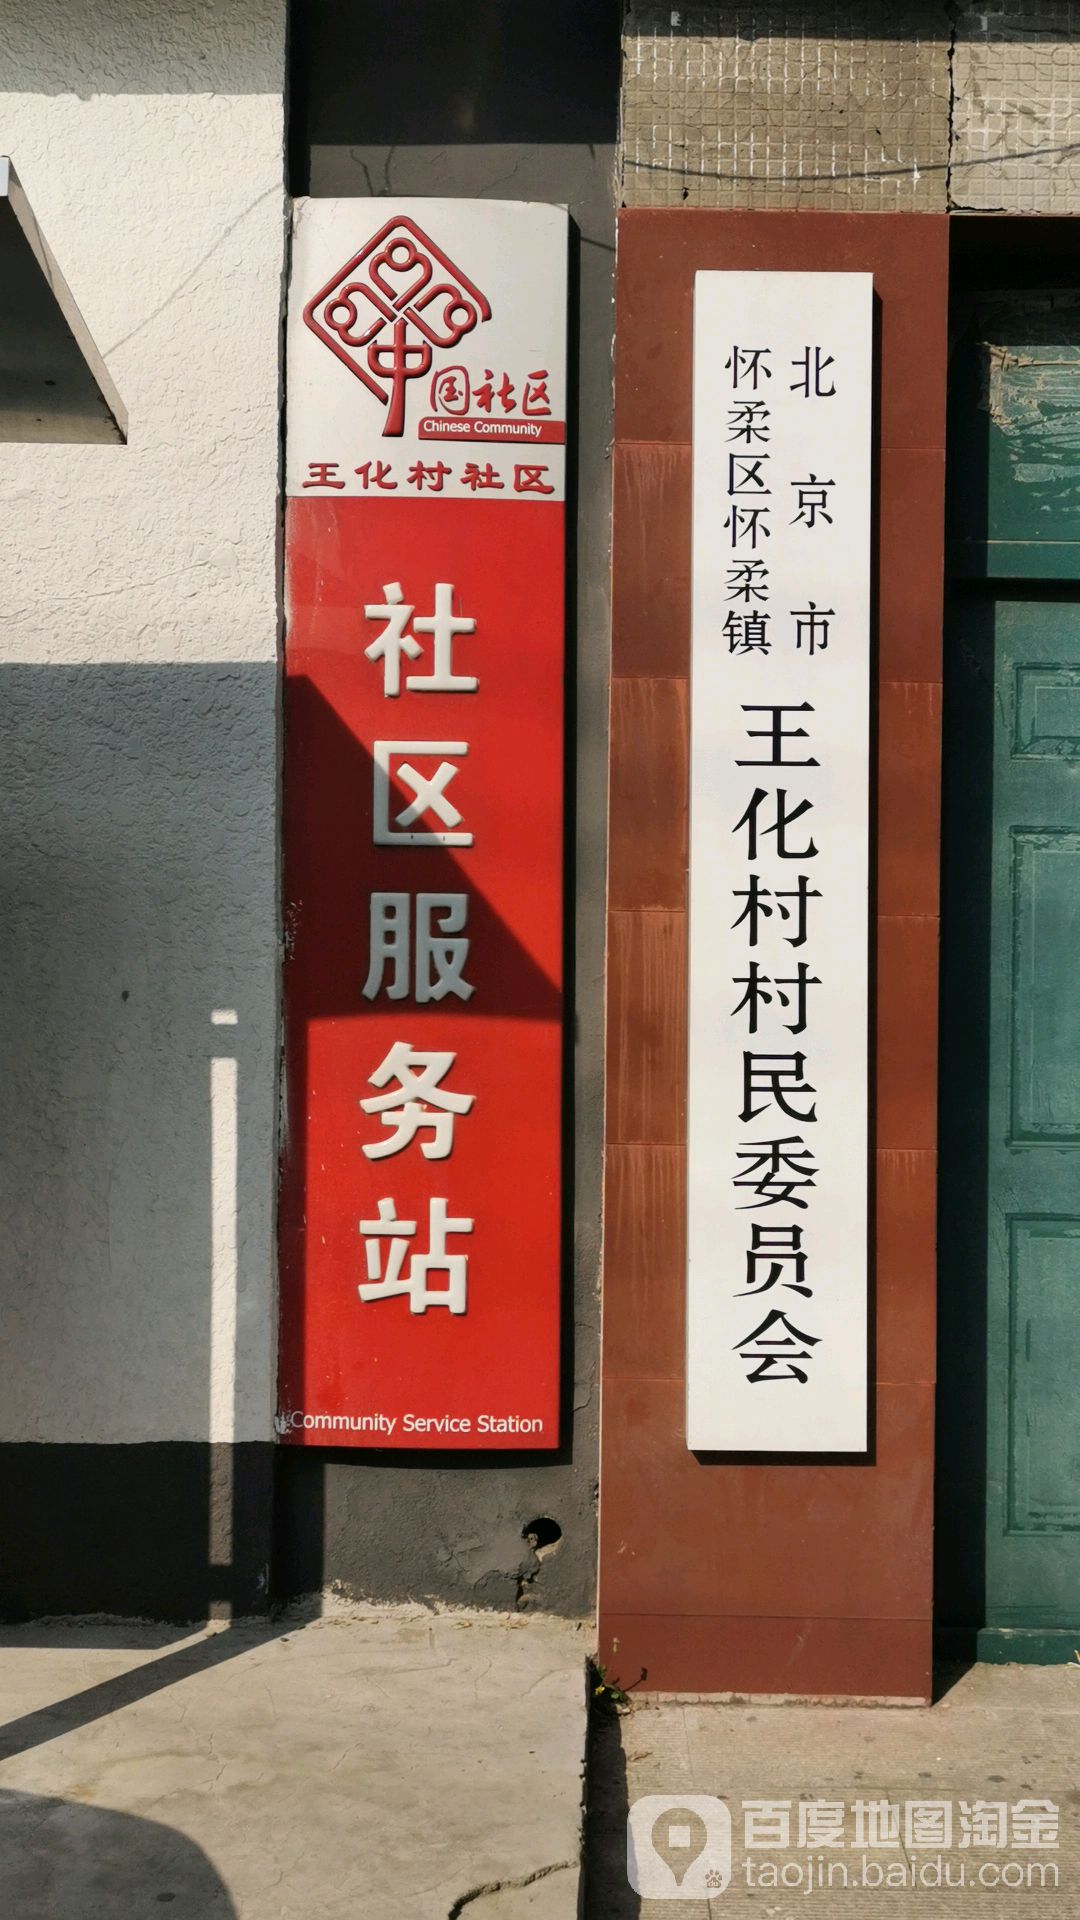 中国社区
Chinese Community
王化村社区
社区服务站
Community Service Station
北京市
怀柔区怀柔镇
王化村村民委员会
百度地图淘金
taojin.baidu.com